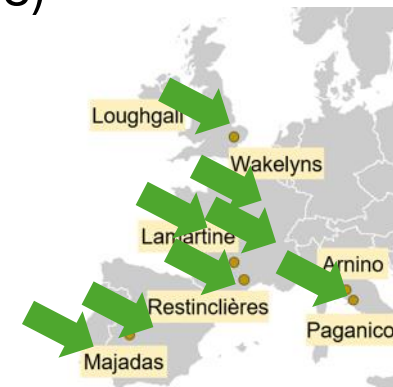 Loughgall
Wakelyns
Lamartine
Arnino
Restinclières
Paganico
Majadas